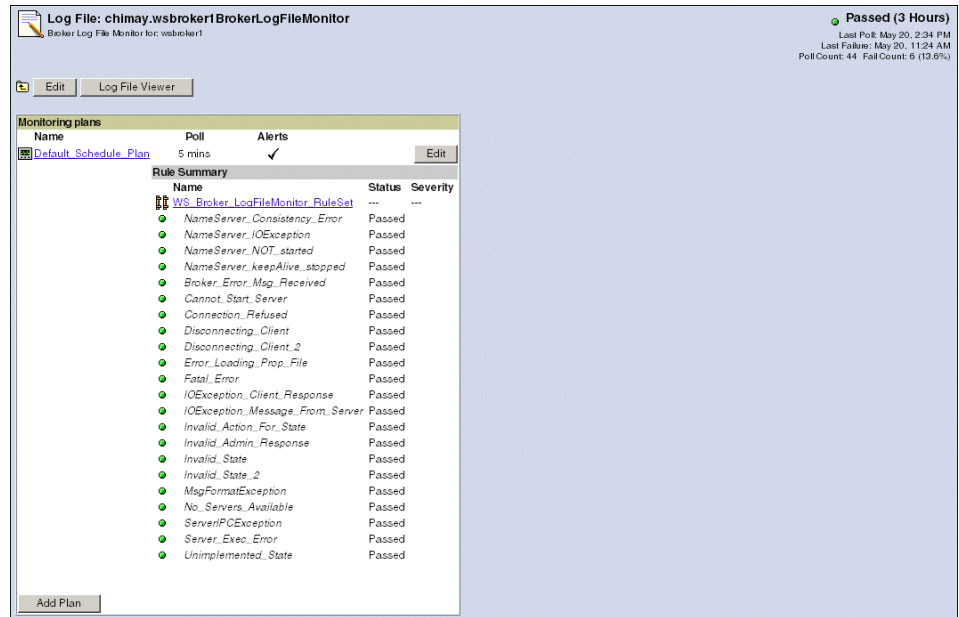 Log File: chimay.wsbroker1BrokerLogFileMonitor
Broker Log File Monitor for: wsbroker1
Passed (3 Hours)
Last Poll: May 20, 2:34 PM
Last Failure: May 20, 11:24 AM
Poll Count: 44 Fail Count: 6 (13.6%)
Edit Log File Viewer
Monitoring plans
Name Poll Alerts
Default_Schedule_Plan 5 mins ✓ Edit
Rule Summary
Name Status Severity
WS_Broker_LogFileMonitor_RuleSet --- ---
NameServer_Consistency_Error Passed
NameServer_IOException Passed
NameServer_NOT_started Passed
NameServer_keepAlive_stopped Passed
Broker_Error_Msg_Received Passed
Cannot_Start_Server Passed
Connection_Refused Passed
Disconnecting_Client Passed
Disconnecting_Client_2 Passed
Error_Loading_Prop_File Passed
Fatal_Error Passed
IOException_Client_Response Passed
IOException_Message_From_Server Passed
Invalid_Action_For_State Passed
Invalid_Admin_Response Passed
Invalid_State Passed
Invalid_State_2 Passed
MsgFormatException Passed
No_Servers_Available Passed
ServerIPCException Passed
Server_Exec_Error Passed
Unimplemented_State Passed
Add Plan